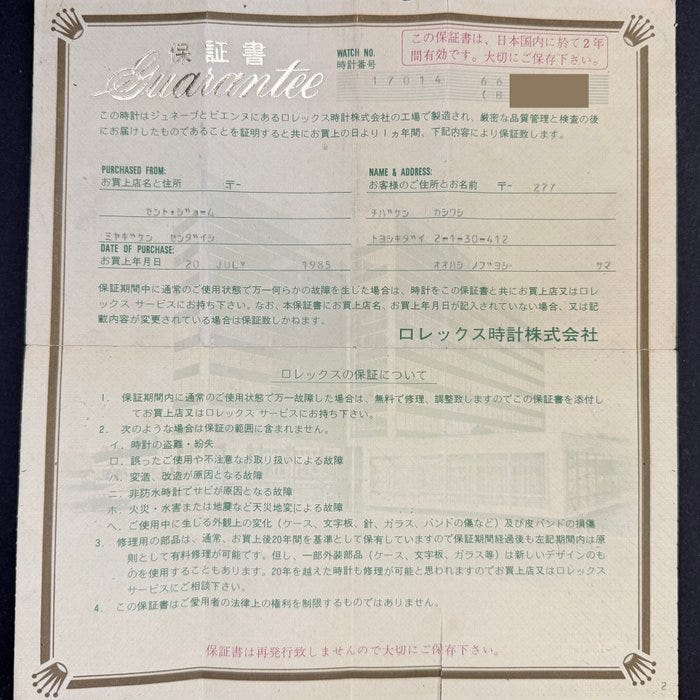 保証書
Guarantee
WATCH NO.
時計番号
この保証書は、日本国内に於て2年
間有効です。大切にご保存下さい。
17014 66
(8
この時計はジュネーブとビエンヌにあるロレックス時計株式会社の工場で製造され、厳密な品質管理と検査の後
にお届けしたものであることを証明すると共にお買上の日より1ヵ年間、下記内容により保証致します。
PURCHASED FROM:
お買上店名と住所 〒-
セント・ジョーム
ミヤギケン センダイシ
NAME & ADDRESS:
お客様のご住所とお名前 〒- 277
チバケン カシワシ
トヨシキダイ 2-1-30-412
オオハシ ノブヨシ サマ
DATE OF PURCHASE:
お買上年月日 20 JULY 1985
保証期間中に通常のご使用状態で万一何らかの故障を生した場合は、時計をこの保証書と共にお買上店又はロレ
ックス サービスにお持ち下さい。なお、本保証書にお買上店名、お買上年月日が記入されていない場合、又は記
載内容が変更されている場合は保証致しかねます。
ロレックス時計株式会社
ロレックスの保証について
1. 保証期間内に通常のご使用状態で万一故障した場合は、無料で修理、調整致しますのでこの保証書を添付し
てお買上店又はロレックス サービスにお持ち下さい。
2. 次のような場合は保証の範囲に含まれません。
イ. 時計の盗難・紛失
ロ. 誤ったご使用や不注意なお取り扱いによる故障
ハ. 変造、改造が原因となる故障
ニ. 非防水時計でサビが原因となる故障
ホ. 火災・水害または地震など天災地変による故障
ヘ. ご使用中に生じる外観上の変化(ケース、文字板、針、ガラス、バンドの傷など)及び皮バンドの損傷
3. 修理用の部品は、通常、お買上後20年間を基準として保有していますので保証期間経過後も左記期間内は原
則として有料修理が可能です。但し、一部外装部品(ケース、文字板、ガラス等)は新しいデザインのも
のを使用することもあります。20年を越えた時計も修理が可能と思われますのでお買上店又はロレックス
サービスにご相談下さい。
4. この保証書はご愛用者の法律上の権利を制限するものではありません。
保証書は再発行致しませんので大切にご保存下さい。
2